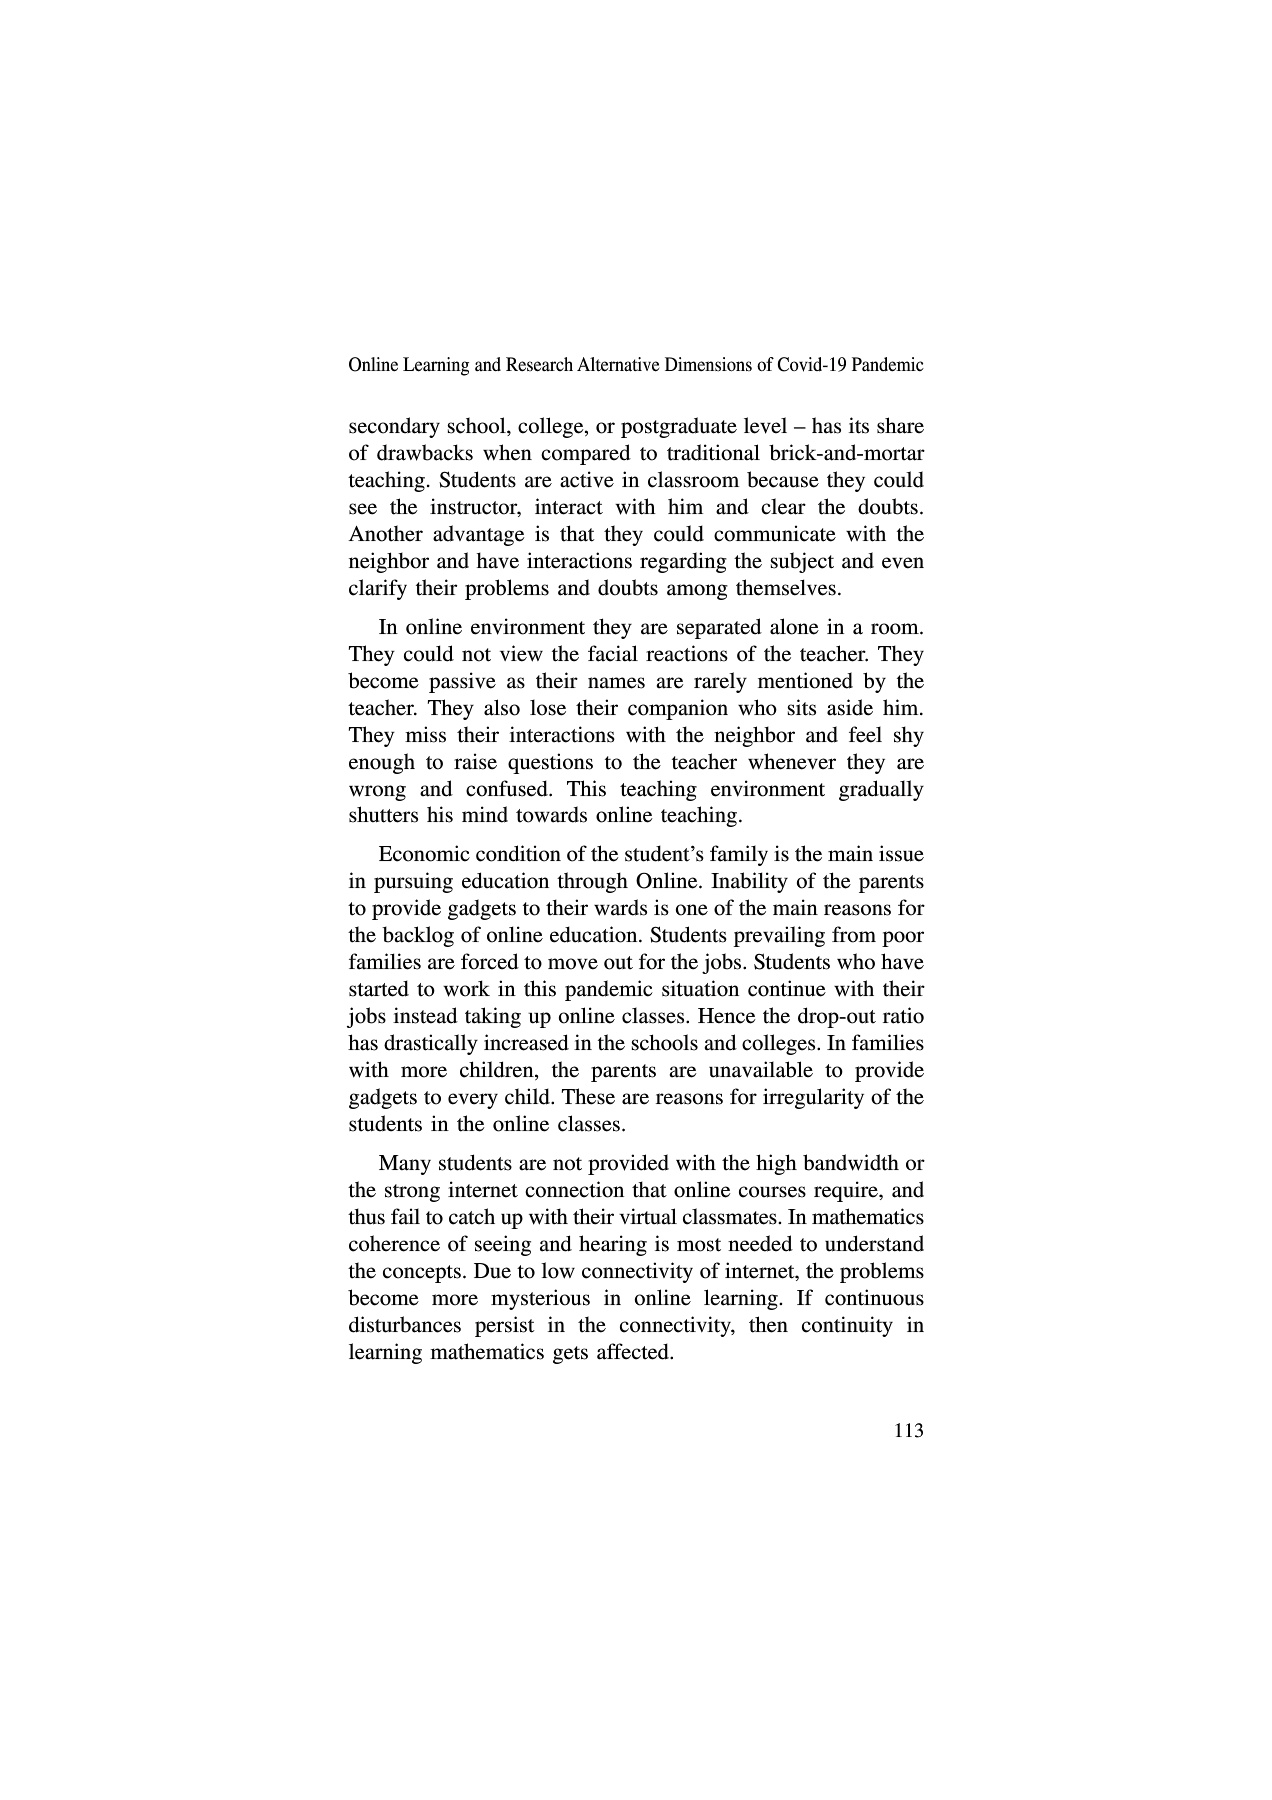 Online Learning and Research Alternative Dimensions of Covid-19 Pandemic
secondary school, college, or postgraduate level – has its share
of drawbacks when compared to traditional brick-and-mortar
teaching. Students are active in classroom because they could
see the instructor, interact with him and clear the doubts.
Another advantage is that they could communicate with the
neighbor and have interactions regarding the subject and even
clarify their problems and doubts among themselves.
In online environment they are separated alone in a room.
They could not view the facial reactions of the teacher. They
become passive as their names are rarely mentioned by the
teacher. They also lose their companion who sits aside him.
They miss their interactions with the neighbor and feel shy
enough to raise questions to the teacher whenever they are
wrong and confused. This teaching environment gradually
shutters his mind towards online teaching.
Economic condition of the student’s family is the main issue
in pursuing education through Online. Inability of the parents
to provide gadgets to their wards is one of the main reasons for
the backlog of online education. Students prevailing from poor
families are forced to move out for the jobs. Students who have
started to work in this pandemic situation continue with their
jobs instead taking up online classes. Hence the drop-out ratio
has drastically increased in the schools and colleges. In families
with more children, the parents are unavailable to provide
gadgets to every child. These are reasons for irregularity of the
students in the online classes.
Many students are not provided with the high bandwidth or
the strong internet connection that online courses require, and
thus fail to catch up with their virtual classmates. In mathematics
coherence of seeing and hearing is most needed to understand
the concepts. Due to low connectivity of internet, the problems
become more mysterious in online learning. If continuous
disturbances persist in the connectivity, then continuity in
learning mathematics gets affected.
113